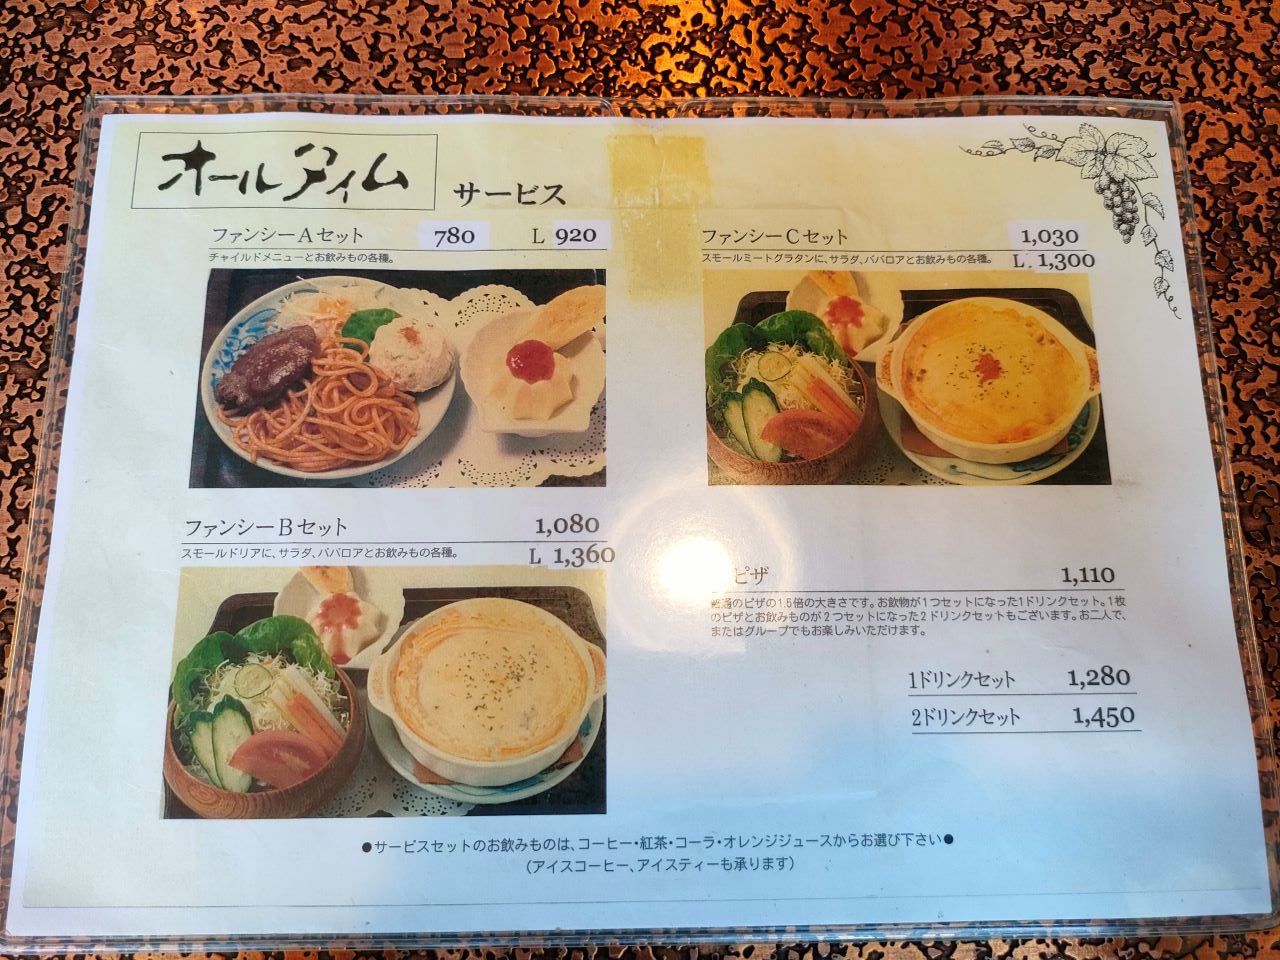 オールタイム
サービス
ファンシーAセット 780 L 920
チャイルドメニューとお飲みもの各種。
ファンシーBセット 1,080
スモールドリアに、サラダ、ババロアとお飲みもの各種。 L 1,360
ファンシーCセット 1,030
スモールミートグラタンに、サラダ、ババロアとお飲みもの各種。 L 1,300
ピザ 1,110
普通のピザの1.5倍の大きさです。お飲物が1つセットになった1ドリンクセット。1枚
のピザとお飲みものが2つセットになった2ドリンクセットもございます。お二人で、
またはグループでもお楽しみいただけます。
1ドリンクセット 1,280
2ドリンクセット 1,450
●サービスセットのお飲みものは、コーヒー・紅茶・コーラ・オレンジジュースからお選び下さい●
(アイスコーヒー、アイスティーも承ります)